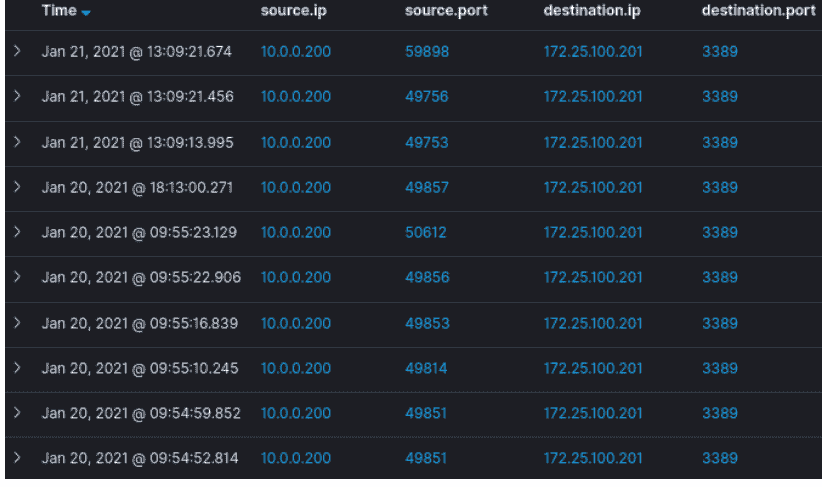 Time source.ip source.port destination.ip destination.port
Jan 21, 2021 @ 13:09:21.674 10.0.0.200 59898 172.25.100.201 3389
Jan 21, 2021 @ 13:09:21.456 10.0.0.200 49756 172.25.100.201 3389
Jan 21, 2021 @ 13:09:13.995 10.0.0.200 49753 172.25.100.201 3389
Jan 20, 2021 @ 18:13:00.271 10.0.0.200 49857 172.25.100.201 3389
Jan 20, 2021 @ 09:55:23.129 10.0.0.200 50612 172.25.100.201 3389
Jan 20, 2021 @ 09:55:22.906 10.0.0.200 49856 172.25.100.201 3389
Jan 20, 2021 @ 09:55:16.839 10.0.0.200 49853 172.25.100.201 3389
Jan 20, 2021 @ 09:55:10.245 10.0.0.200 49814 172.25.100.201 3389
Jan 20, 2021 @ 09:54:59.852 10.0.0.200 49851 172.25.100.201 3389
Jan 20, 2021 @ 09:54:52.814 10.0.0.200 49851 172.25.100.201 3389